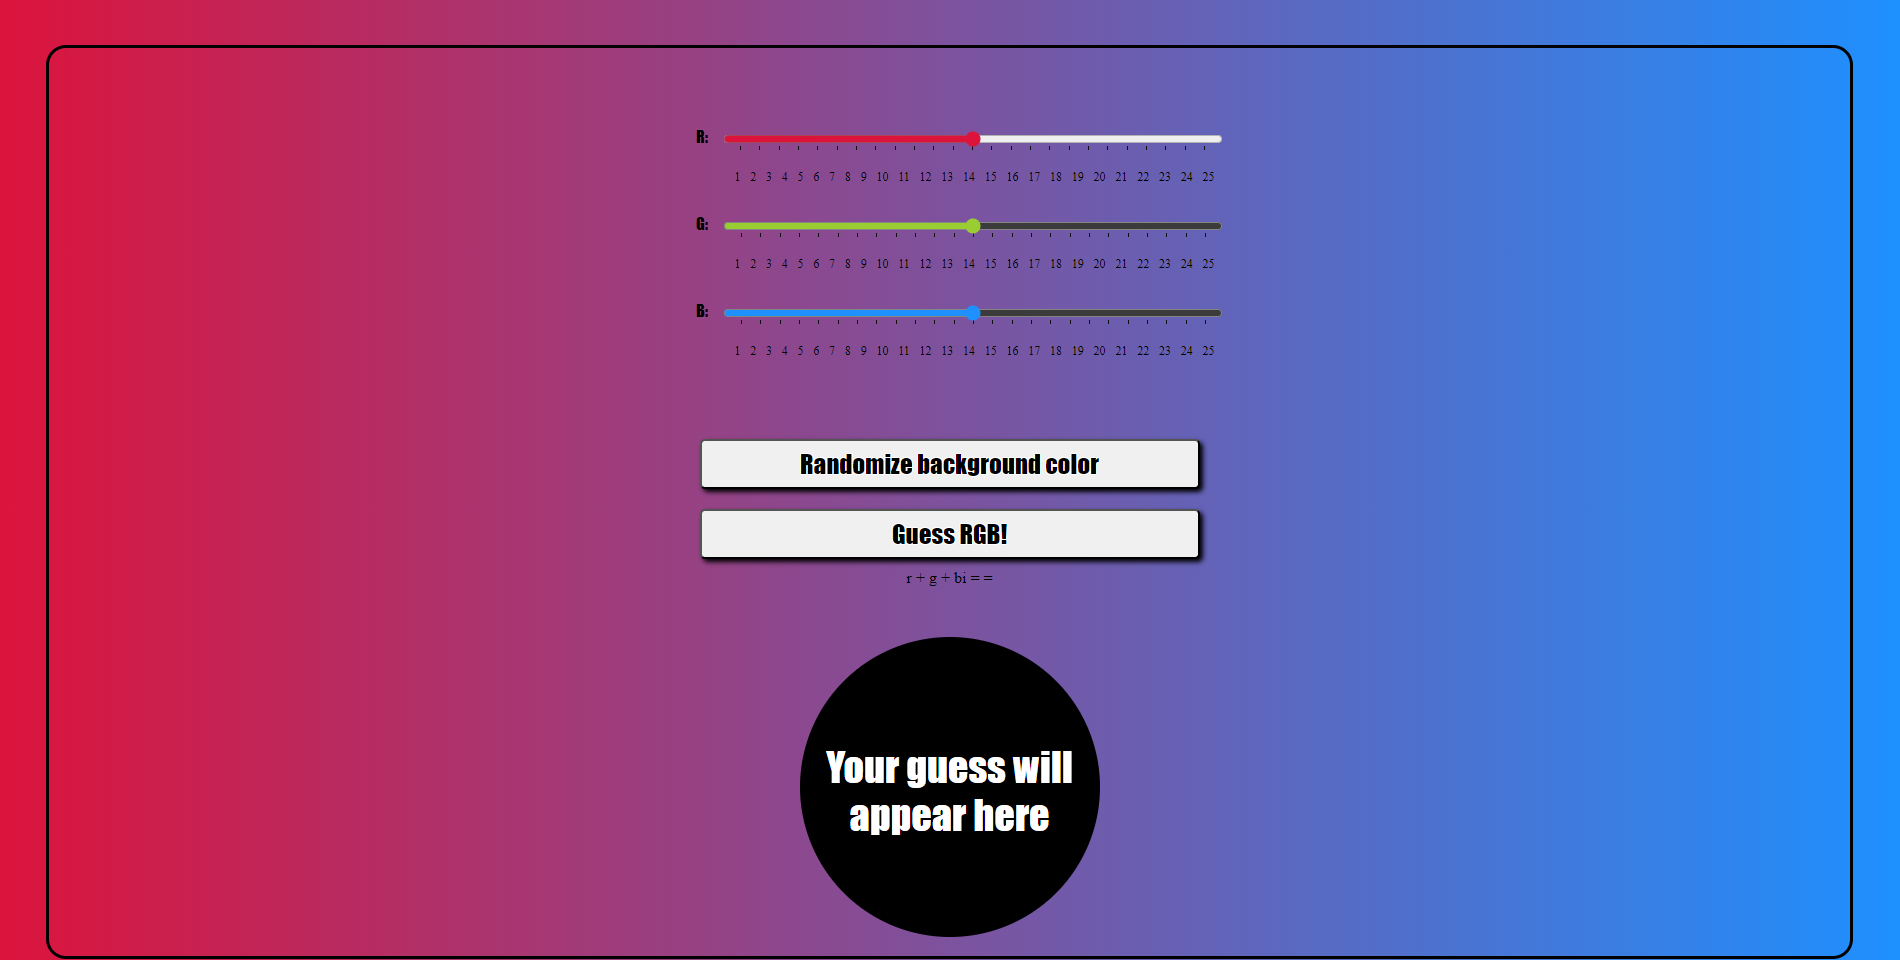 R:
1 2 3 4 5 6 7 8 9 10 11 12 13 14 15 16 17 18 19 20 21 22 23 24 25
G:
1 2 3 4 5 6 7 8 9 10 11 12 13 14 15 16 17 18 19 20 21 22 23 24 25
B:
1 2 3 4 5 6 7 8 9 10 11 12 13 14 15 16 17 18 19 20 21 22 23 24 25
Randomize background color
Guess RGB!
r + g + bi = =
Your guess will
appear here